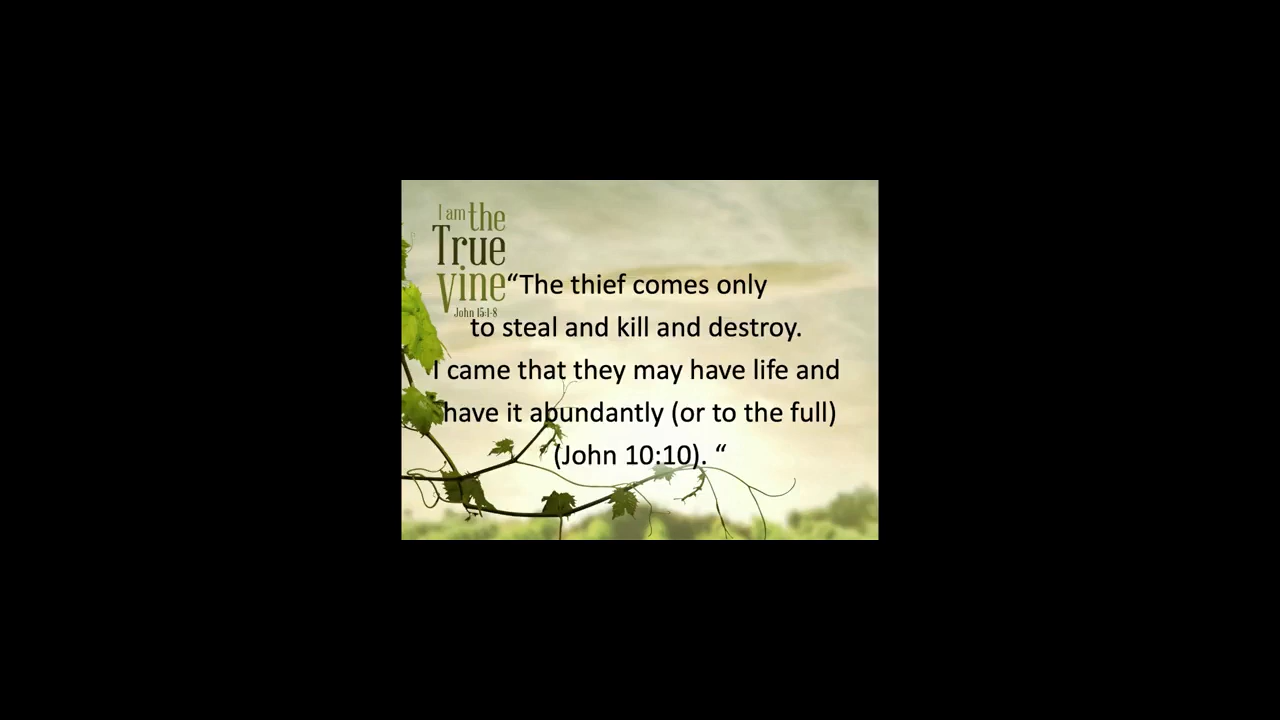 I am the
True
vine
John 15:1-8
“The thief comes only
to steal and kill and destroy.
I came that they may have life and
have it abundantly (or to the full)
(John 10:10). “